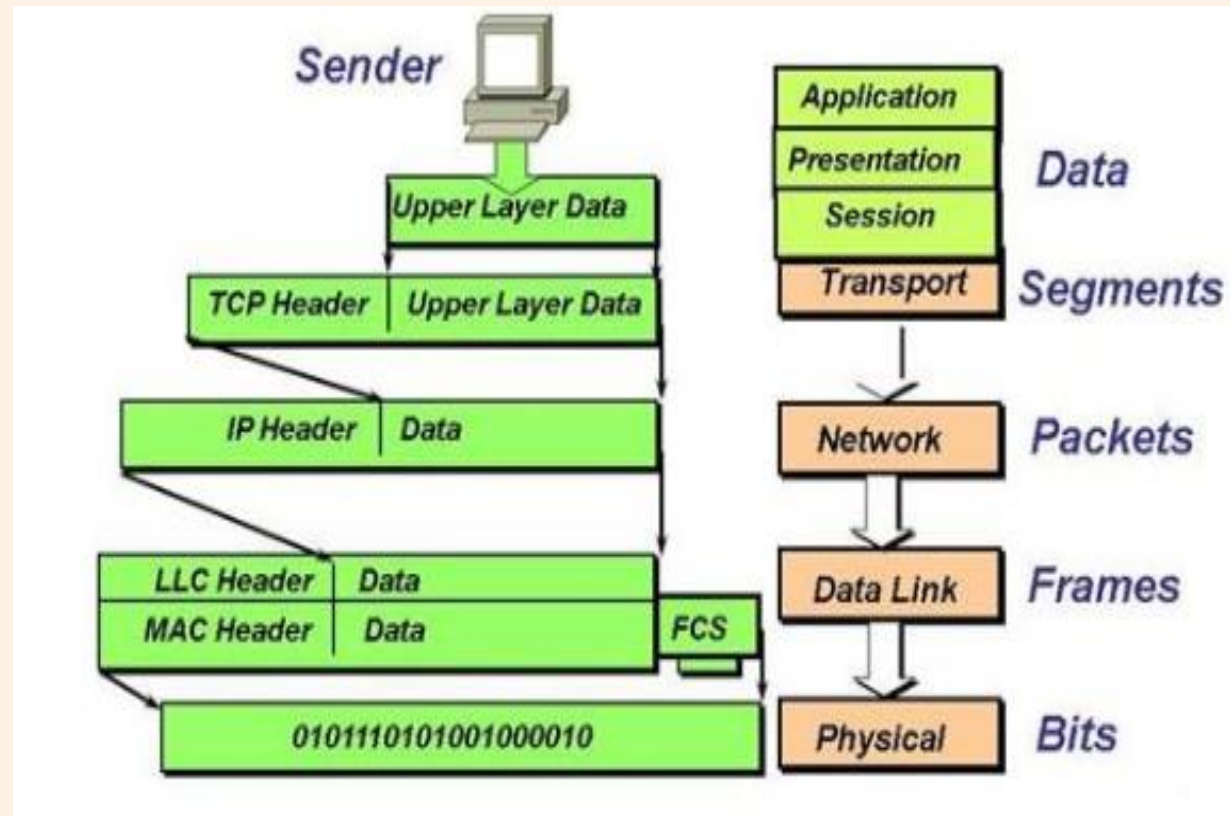 Sender
Upper Layer Data
TCP Header Upper Layer Data
IP Header Data
LLC Header Data
MAC Header Data FCS
0101110101001000010
Application
Presentation Data
Session
Transport Segments
Network Packets
Data Link Frames
Physical Bits